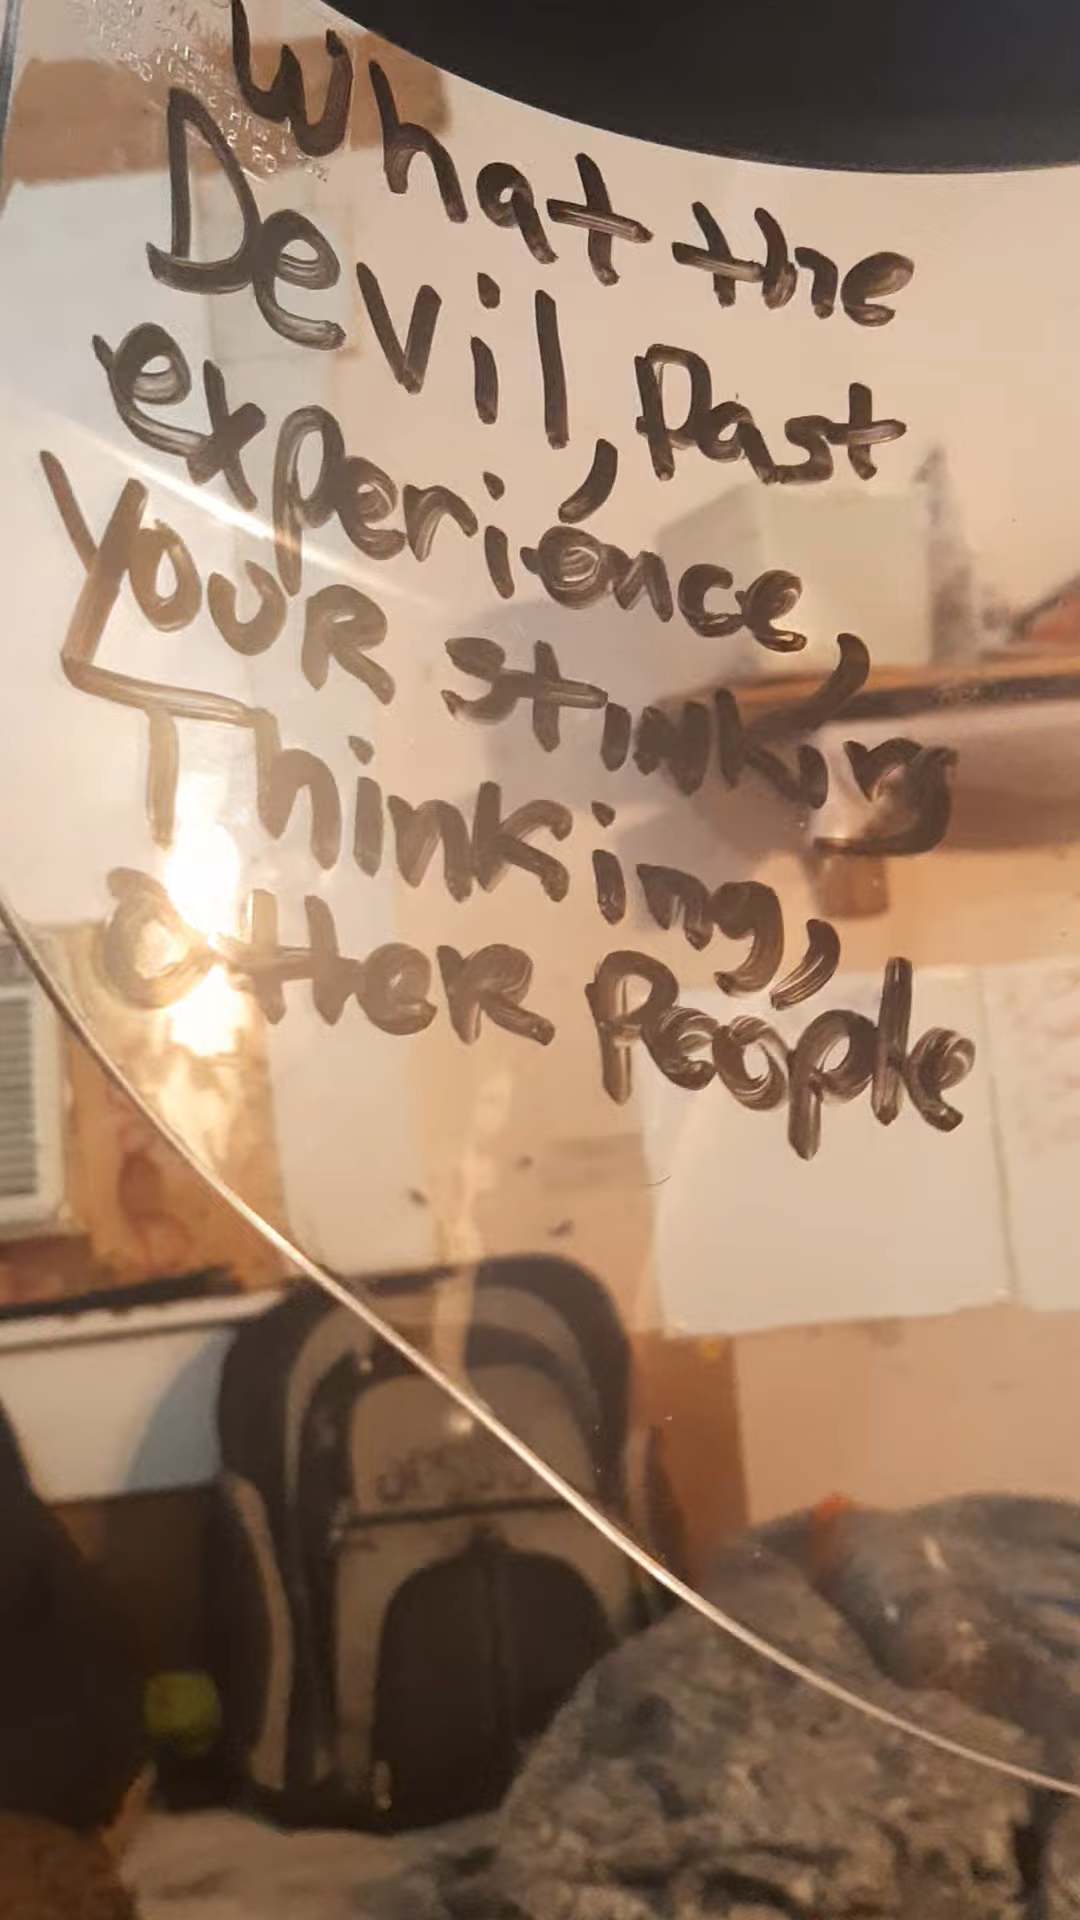 What the
Devil, Past
experience,
YouR stinking
Thinking,
other People